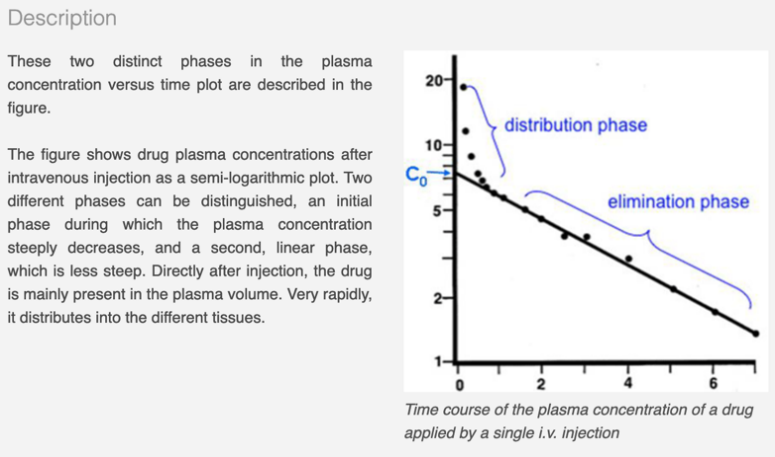 Description
These two distinct phases in the plasma
concentration versus time plot are described in the
figure.
The figure shows drug plasma concentrations after
intravenous injection as a semi-logarithmic plot. Two
different phases can be distinguished, an initial
phase during which the plasma concentration
steeply decreases, and a second, linear phase,
which is less steep. Directly after injection, the drug
is mainly present in the plasma volume. Very rapidly,
it distributes into the different tissues.
20
distribution phase
10
C₀
elimination phase
5
2
1
0 2 4 6
Time course of the plasma concentration of a drug
applied by a single i.v. injection